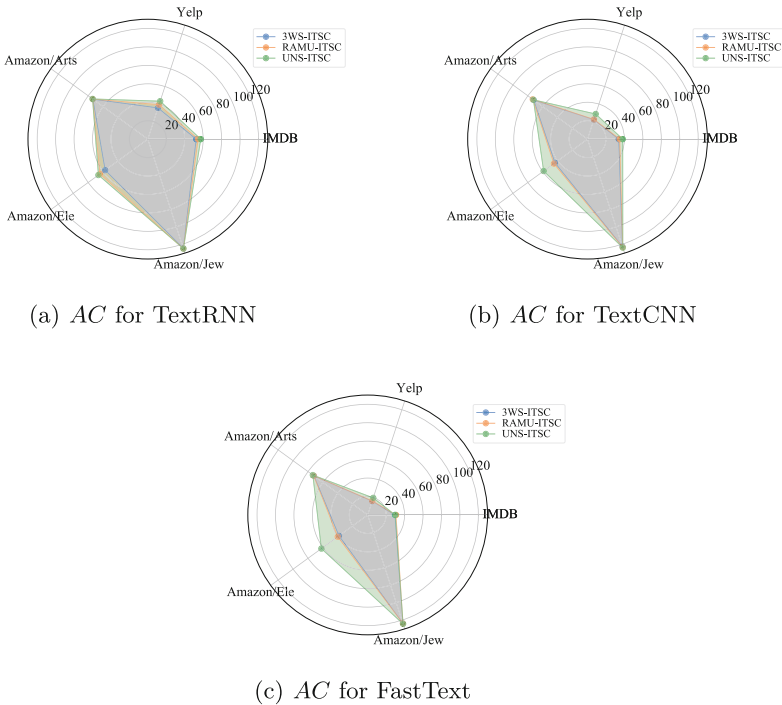 Yelp
3WS-ITSC
RAMU-ITSC
UNS-ITSC
Amazon/Arts
20 40 60 80 100 120
IMDB
Amazon/Ele
Amazon/Jew
(a) AC for TextRNN
Yelp
3WS-ITSC
RAMU-ITSC
UNS-ITSC
Amazon/Arts
20 40 60 80 100 120
IMDB
Amazon/Ele
Amazon/Jew
(b) AC for TextCNN
Yelp
3WS-ITSC
RAMU-ITSC
UNS-ITSC
Amazon/Arts
20 40 60 80 100 120
IMDB
Amazon/Ele
Amazon/Jew
(c) AC for FastText